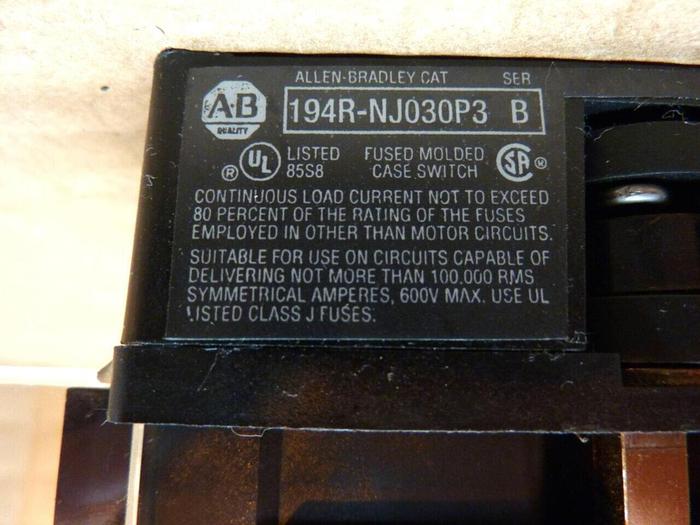 ALLEN-BRADLEY CAT SER
A-B QUALITY 194R-NJ030P3 B
® UL LISTED 85S8 FUSED MOLDED CASE SWITCH SA ®
CONTINUOUS LOAD CURRENT NOT TO EXCEED
80 PERCENT OF THE RATING OF THE FUSES
EMPLOYED IN OTHER THAN MOTOR CIRCUITS.
SUITABLE FOR USE ON CIRCUITS CAPABLE OF
DELIVERING NOT MORE THAN 100,000 RMS
SYMMETRICAL AMPERES, 600V MAX. USE UL
LISTED CLASS J FUSES.